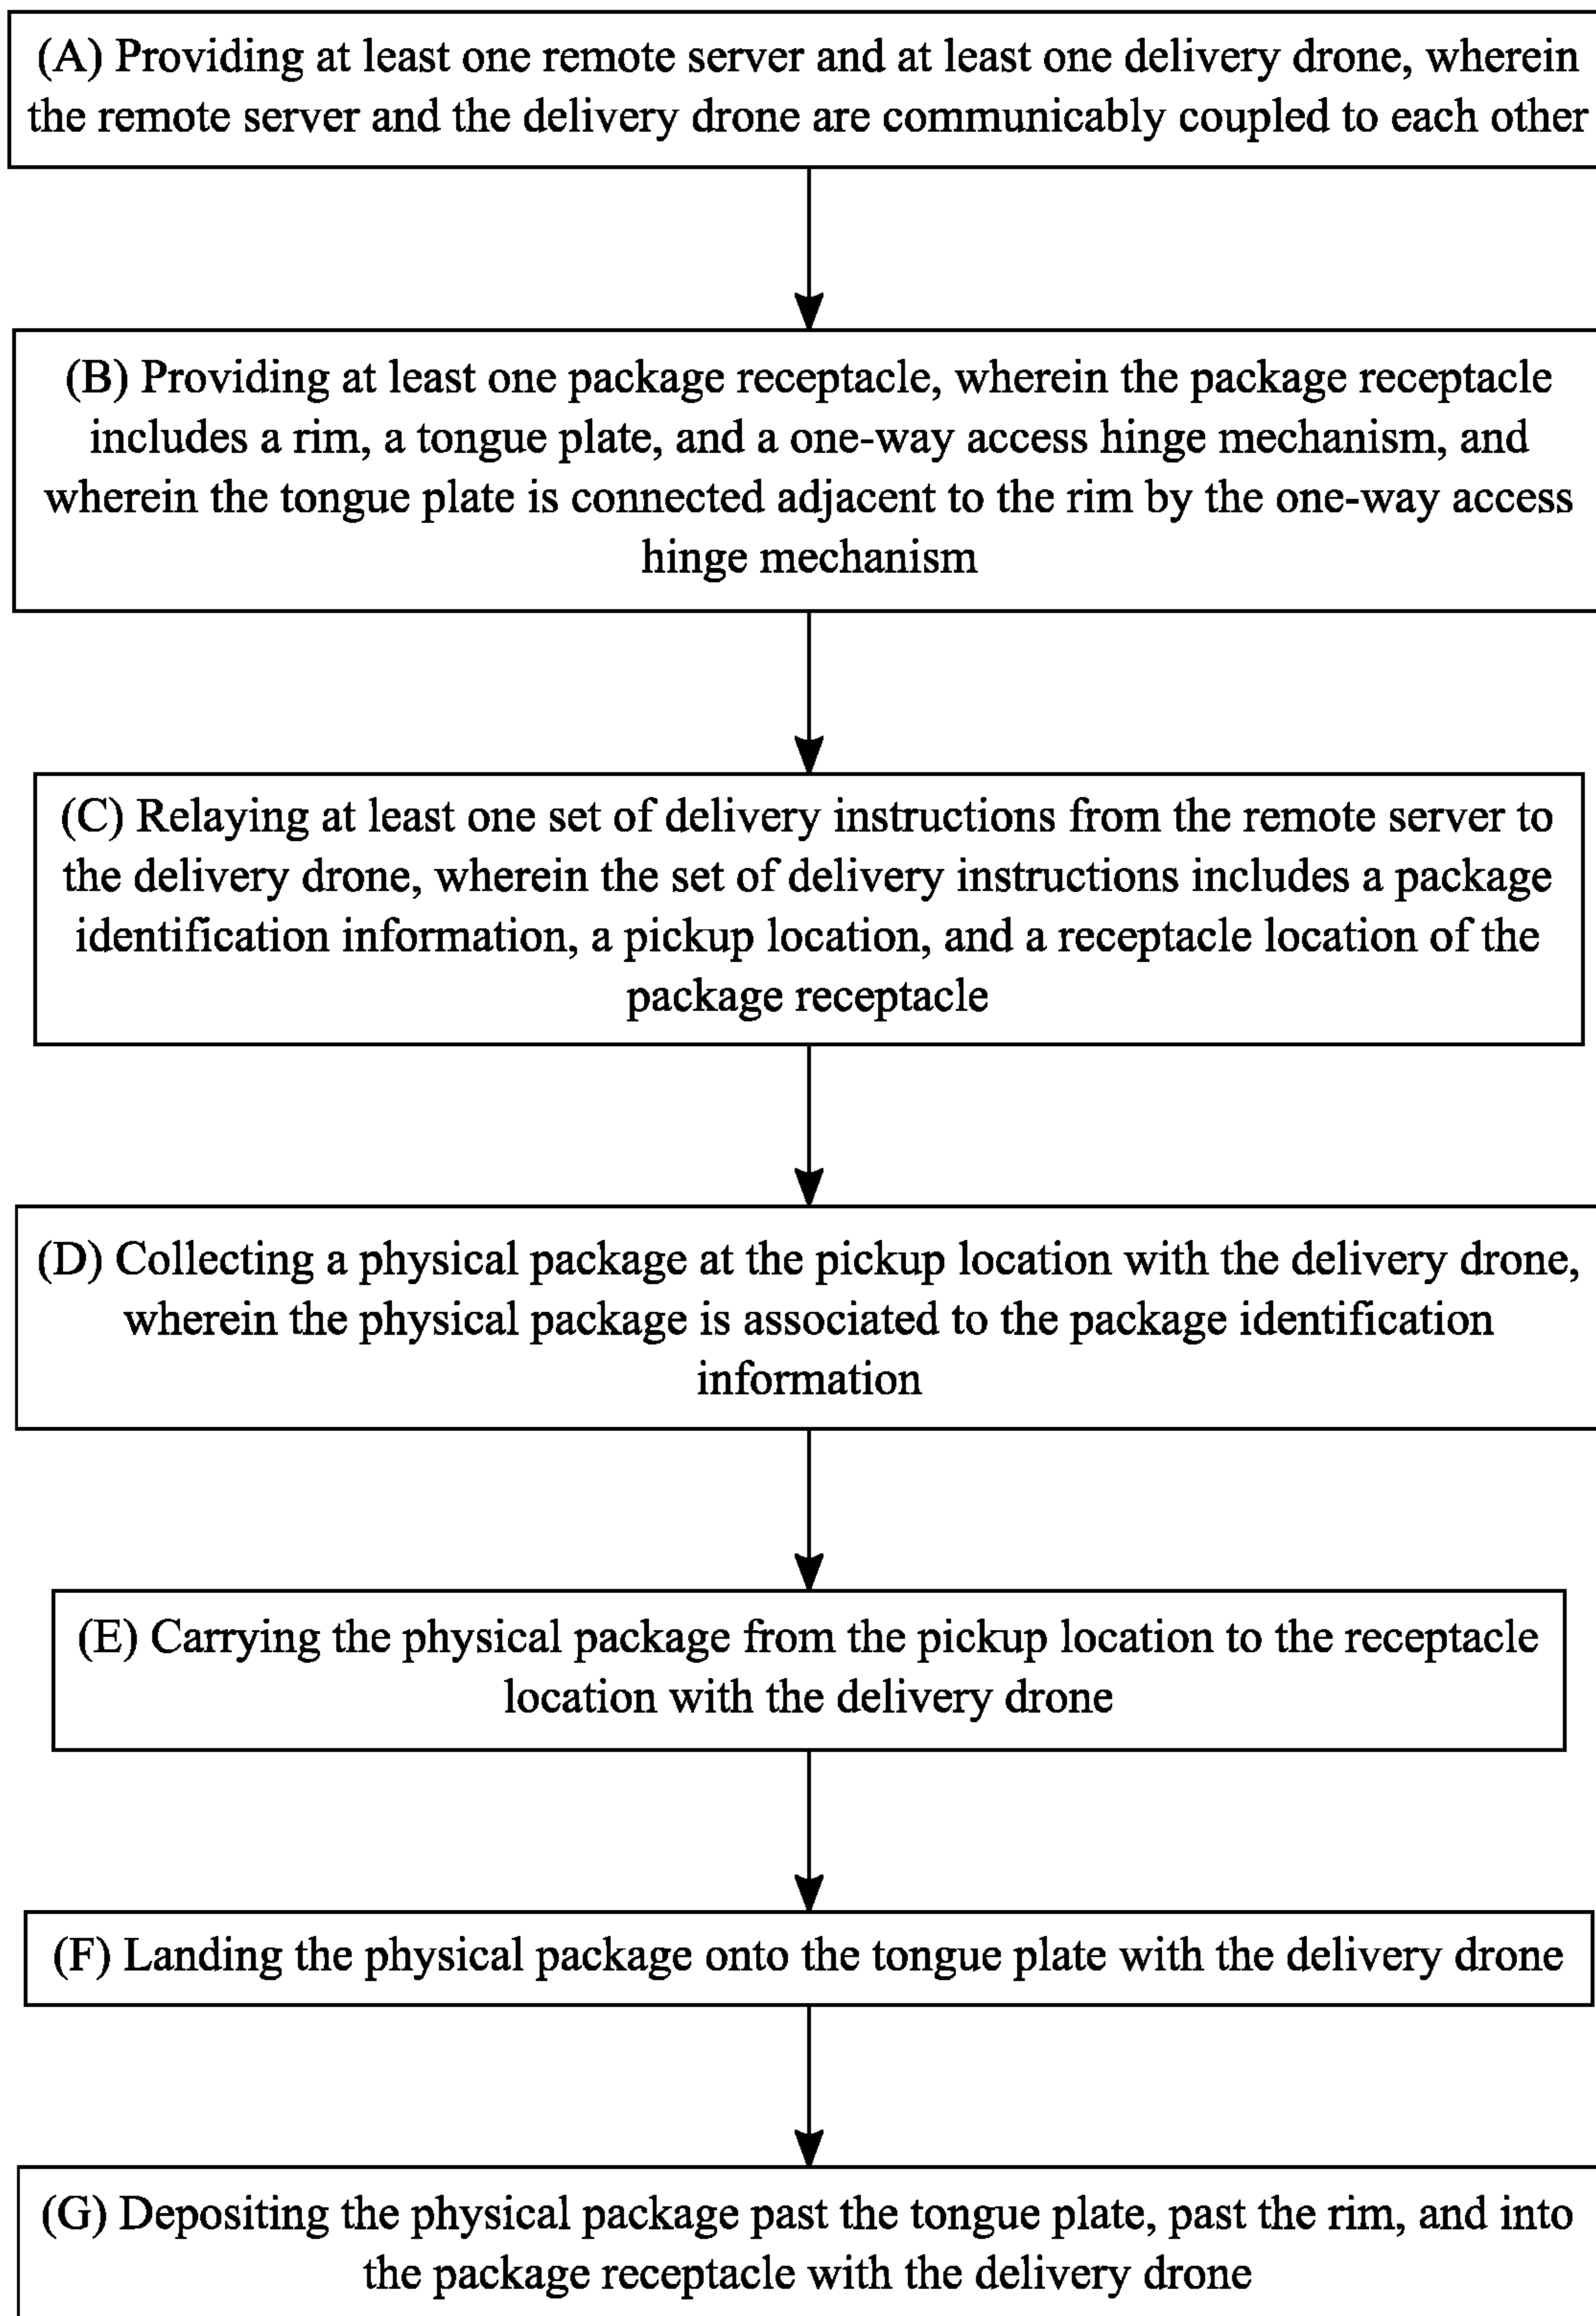 (A) Providing at least one remote server and at least one delivery drone, wherein
the remote server and the delivery drone are communicably coupled to each other
(B) Providing at least one package receptacle, wherein the package receptacle
includes a rim, a tongue plate, and a one-way access hinge mechanism, and
wherein the tongue plate is connected adjacent to the rim by the one-way access
hinge mechanism
(C) Relaying at least one set of delivery instructions from the remote server to
the delivery drone, wherein the set of delivery instructions includes a package
identification information, a pickup location, and a receptacle location of the
package receptacle
(D) Collecting a physical package at the pickup location with the delivery drone,
wherein the physical package is associated to the package identification
information
(E) Carrying the physical package from the pickup location to the receptacle
location with the delivery drone
(F) Landing the physical package onto the tongue plate with the delivery drone
(G) Depositing the physical package past the tongue plate, past the rim, and into
the package receptacle with the delivery drone